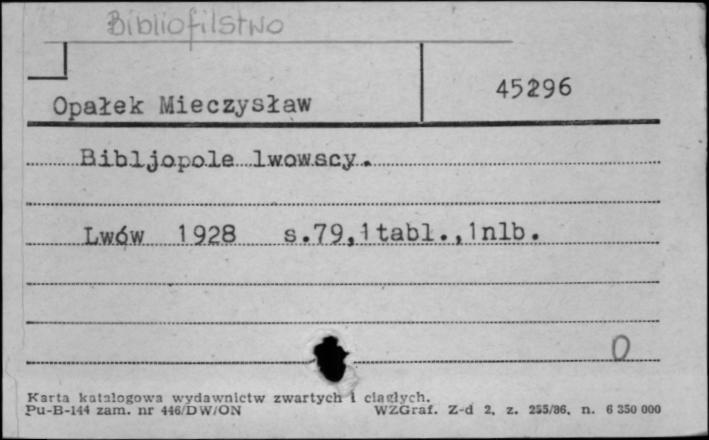 Bibliofilstwo
45296
Opałek Mieczysław
Bibljopole lwowscy.
Lwów 1928 s.79,1tabl.,1nlb.
0
Karta katalogowa wydawnictw zwartych i ciągłych.
Pu-B-144 zam. nr 446/DW/ON WZGraf. Z-d 2, z. 255/86, n. 6 350 000